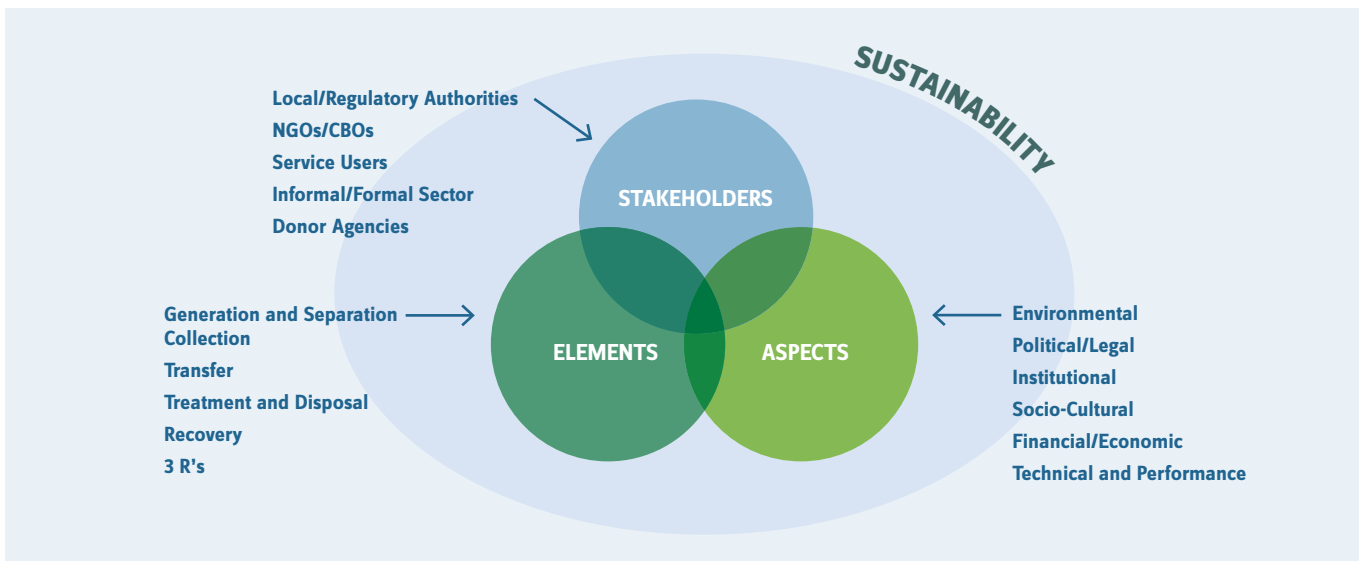 SUSTAINABILITY
Local/Regulatory Authorities
NGOs/CBOs
Service Users
Informal/Formal Sector
Donor Agencies
STAKEHOLDERS
Generation and Separation
Collection
Transfer
Treatment and Disposal
Recovery
3 R's
ELEMENTS
ASPECTS
Environmental
Political/Legal
Institutional
Socio-Cultural
Financial/Economic
Technical and Performance